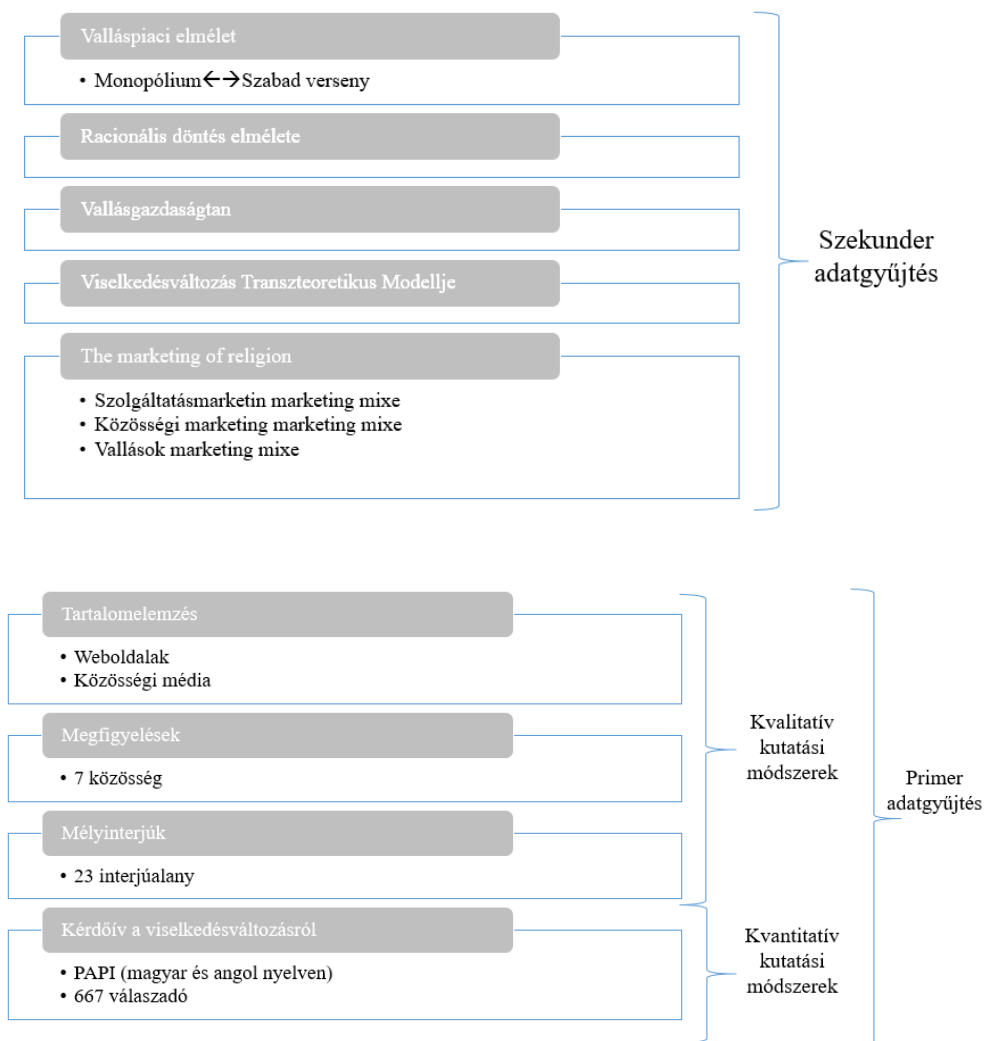 Valláspiaci elmélet
• Monopólium←→Szabad verseny
Racionális döntés elmélete
Vallásgazdaságtan
Viselkedésváltozás Transzteoretikus Modellje
The marketing of religion
• Szolgáltatásmarketin marketing mixe
• Közösségi marketing marketing mixe
• Vallások marketing mixe
Szekunder
adatgyűjtés
Tartalomelemzés
• Weboldalak
• Közösségi média
Megfigyelések
• 7 közösség
Mélyinterjúk
• 23 interjúalany
Kvalitatív
kutatási
módszerek
Kérdőív a viselkedésváltozásról
• PAPI (magyar és angol nyelven)
• 667 válaszadó
Kvantitatív
kutatási
módszerek
Primer
adatgyűjtés